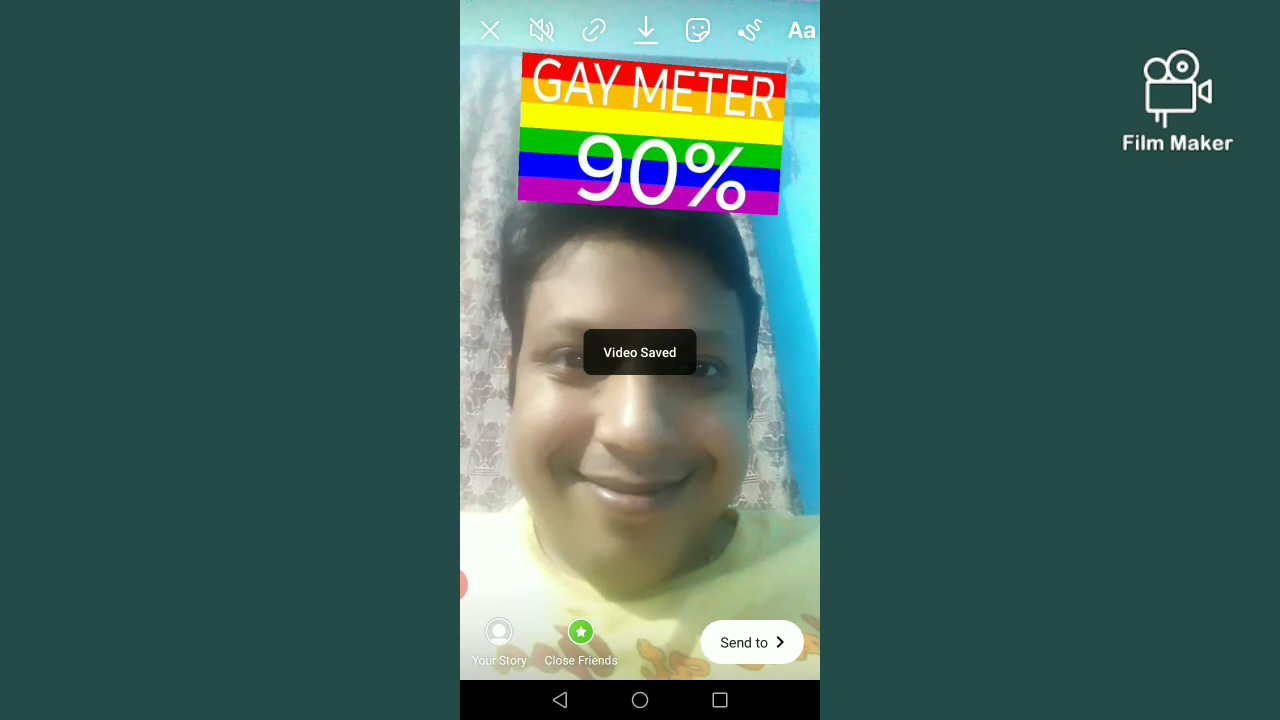 Aa
GAY METER
90%
Film Maker
Video Saved
Send to
Your Story
Close Friends